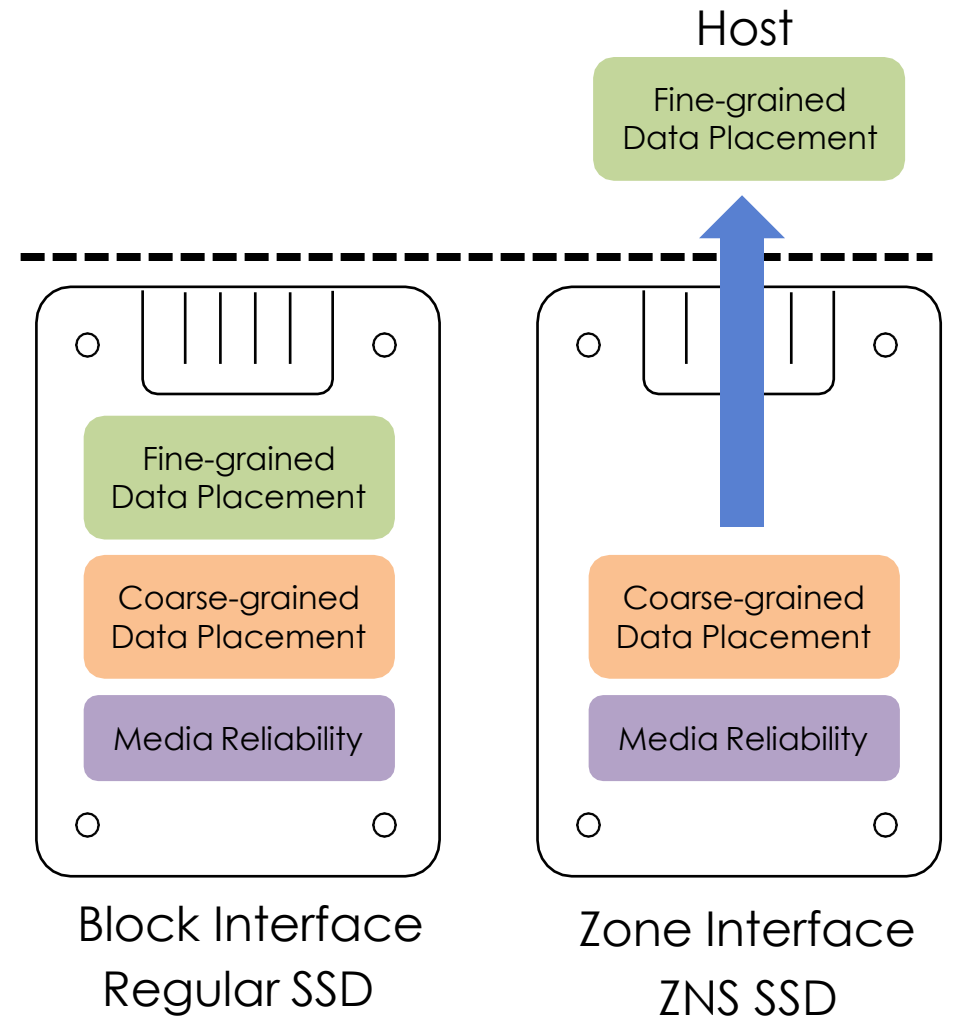 Host
Fine-grained
Data Placement
Fine-grained
Data Placement
Coarse-grained
Data Placement
Media Reliability
Block Interface
Regular SSD
Coarse-grained
Data Placement
Media Reliability
Zone Interface
ZNS SSD